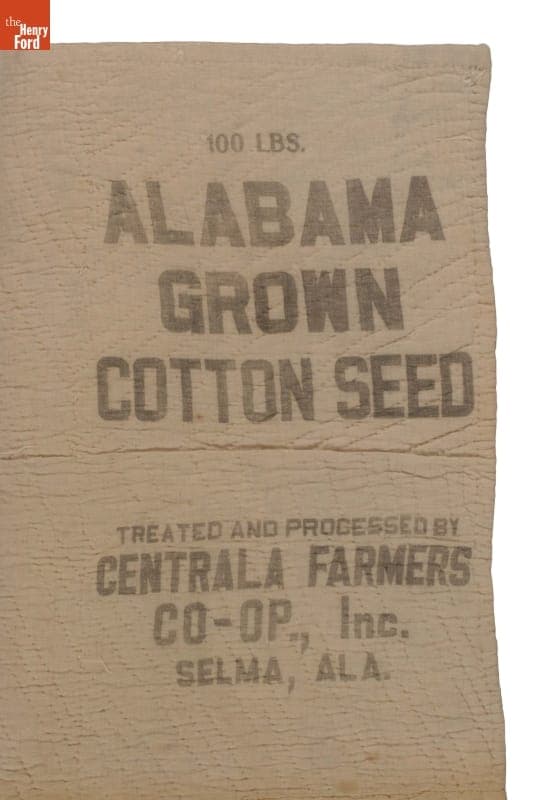 the
Henry
Ford
100 LBS.
ALABAMA
GROWN
COTTON SEED
TREATED AND PROCESSED BY
CENTRALA FARMERS
CO-OP., Inc.
SELMA, ALA.